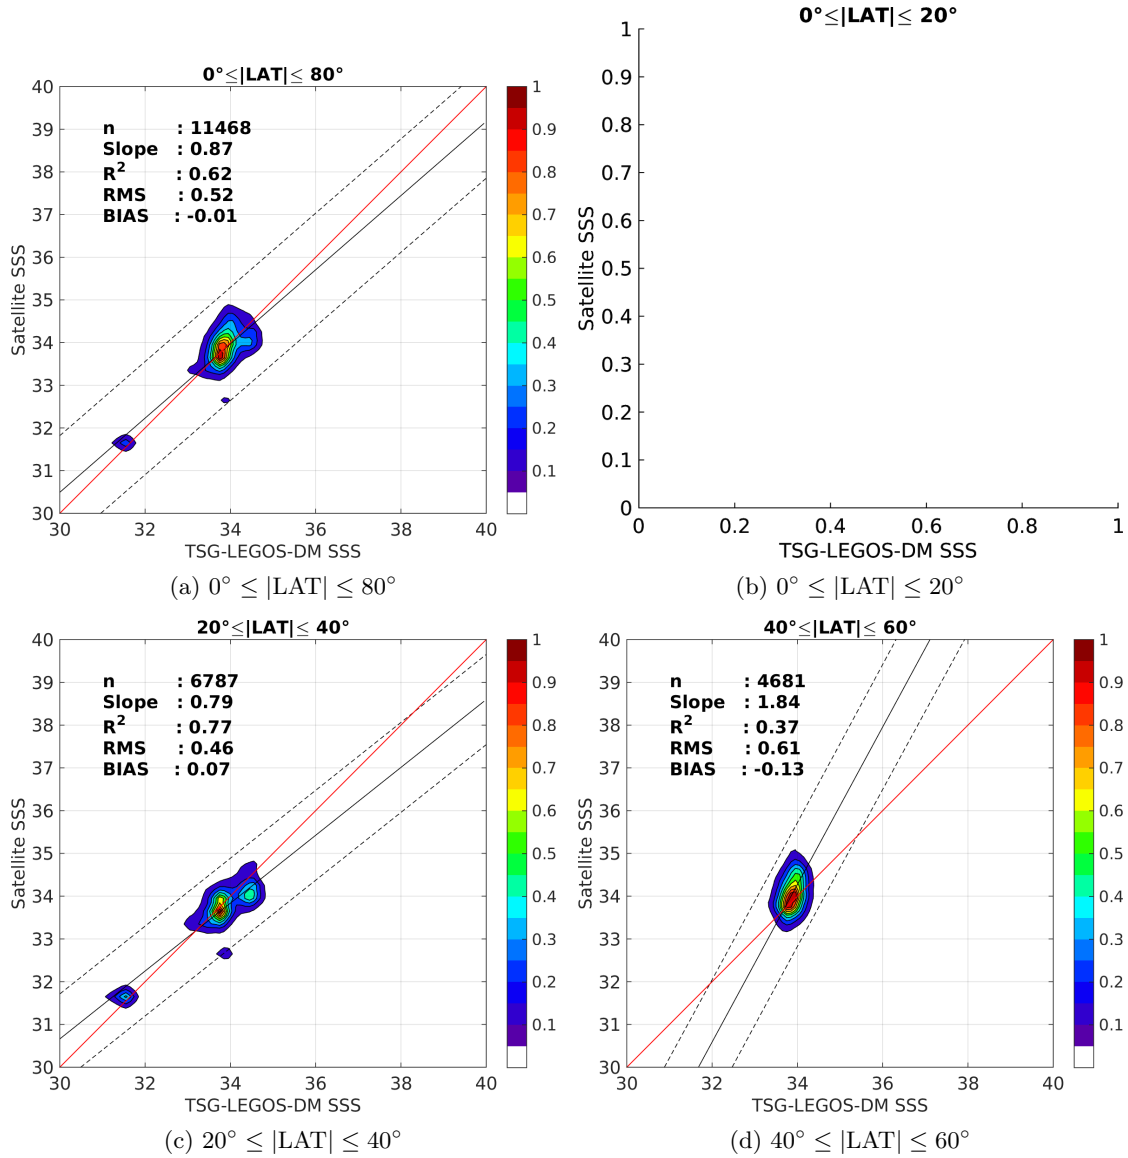 0°≤|LAT|≤ 80°
n : 11468
Slope : 0.87
R² : 0.62
RMS : 0.52
BIAS : -0.01
40
39
38
37
36
35
34
33
32
31
30
30 32 34 36 38 40
Satellite SSS
TSG-LEGOS-DM SSS
1
0.9
0.8
0.7
0.6
0.5
0.4
0.3
0.2
0.1
(a) 0° ≤ |LAT| ≤ 80°
0°≤|LAT|≤ 20°
1
0.9
0.8
0.7
0.6
0.5
0.4
0.3
0.2
0.1
0
0 0.2 0.4 0.6 0.8 1
Satellite SSS
TSG-LEGOS-DM SSS
(b) 0° ≤ |LAT| ≤ 20°
20°≤|LAT|≤ 40°
n : 6787
Slope : 0.79
R² : 0.77
RMS : 0.46
BIAS : 0.07
40
39
38
37
36
35
34
33
32
31
30
30 32 34 36 38 40
Satellite SSS
TSG-LEGOS-DM SSS
1
0.9
0.8
0.7
0.6
0.5
0.4
0.3
0.2
0.1
(c) 20° ≤ |LAT| ≤ 40°
40°≤|LAT|≤ 60°
n : 4681
Slope : 1.84
R² : 0.37
RMS : 0.61
BIAS : -0.13
40
39
38
37
36
35
34
33
32
31
30
30 32 34 36 38 40
Satellite SSS
TSG-LEGOS-DM SSS
1
0.9
0.8
0.7
0.6
0.5
0.4
0.3
0.2
0.1
(d) 40° ≤ |LAT| ≤ 60°